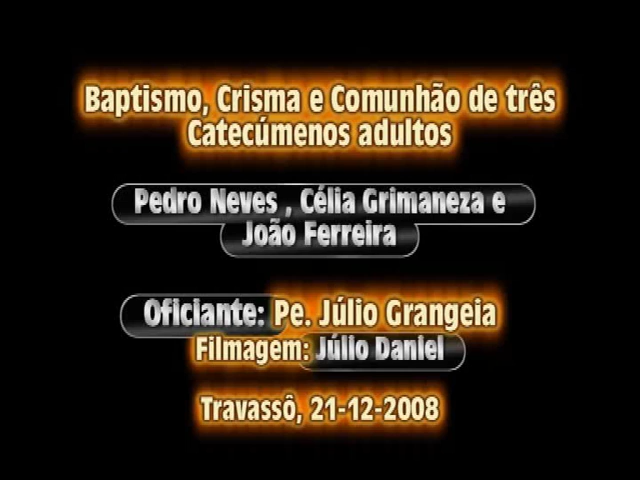 Baptismo, Crisma e Comunhão de três
Catecúmenos adultos
Pedro Neves , Célia Grimaneza e
João Ferreira
Oficiante: Pe. Júlio Grangeia
Filmagem: Júlio Daniel
Travassô, 21-12-2008